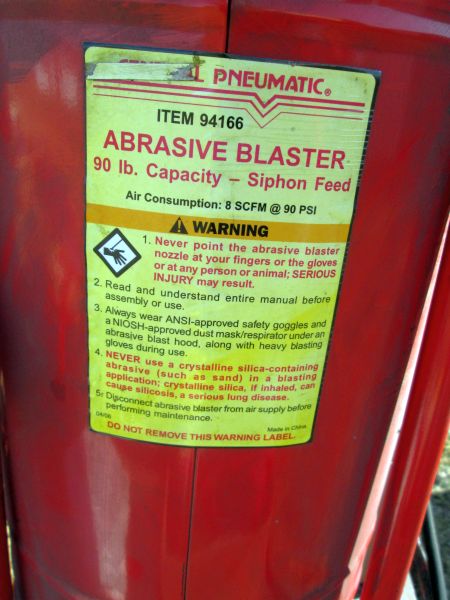 PNEUMATIC®
ITEM 94166
ABRASIVE BLASTER
90 lb. Capacity – Siphon Feed
Air Consumption: 8 SCFM @ 90 PSI
WARNING
1. Never point the abrasive blaster
nozzle at your fingers or the gloves
or at any person or animal; SERIOUS
INJURY may result.
2. Read and understand entire manual before
assembly or use.
3. Always wear ANSI-approved safety goggles and
a NIOSH-approved dust mask/respirator under an
abrasive blast hood, along with heavy blasting
gloves during use.
4. NEVER use a crystalline silica-containing
abrasive (such as sand) in a blasting
application; crystalline silica, if inhaled, can
cause silicosis, a serious lung disease.
5. Disconnect abrasive blaster from air supply before
performing maintenance.
04/06 Made in China.
DO NOT REMOVE THIS WARNING LABEL.